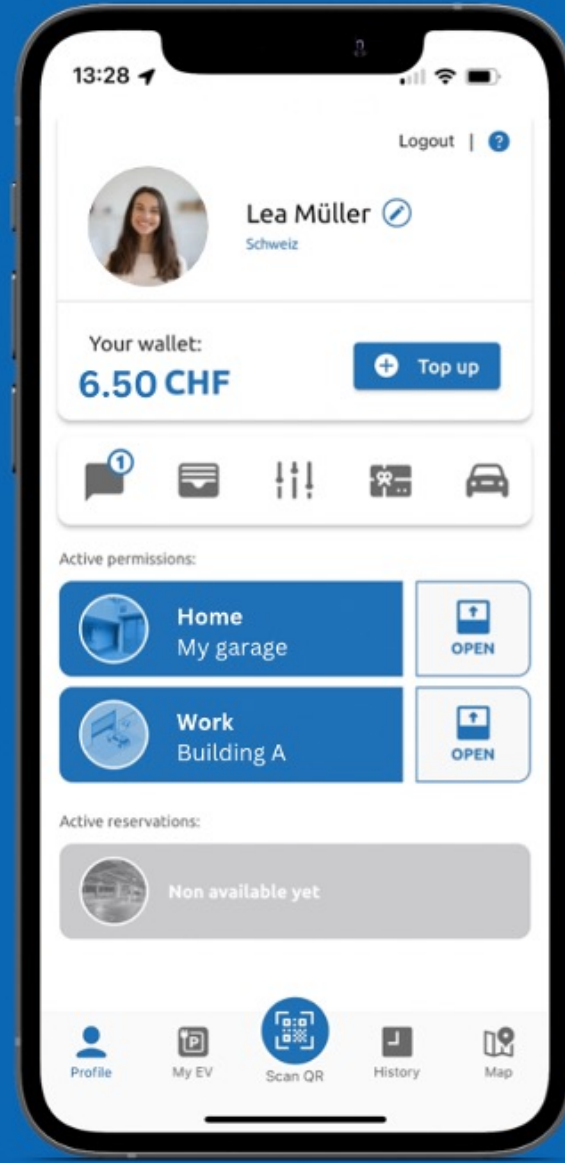 13:28
Logout | ?
Lea Müller
Schweiz
Your wallet:
6.50 CHF
Top up
1
Active permissions:
Home
My garage
OPEN
Work
Building A
OPEN
Active reservations:
Non available yet
P
Profile
My EV
Scan QR
History
Map